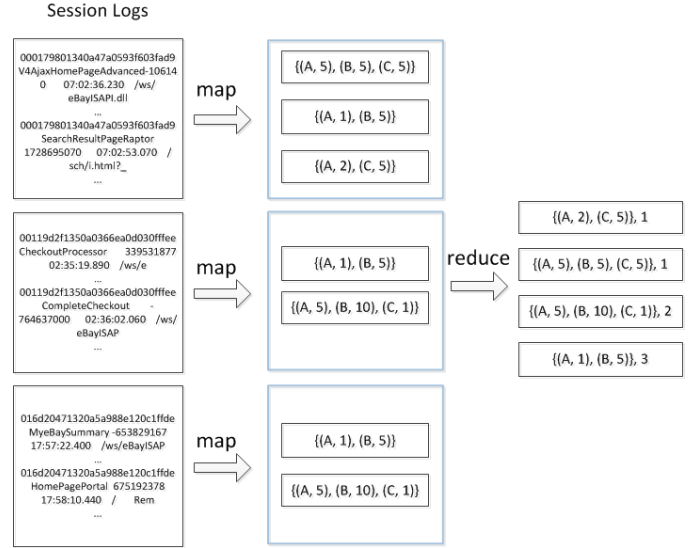 Session Logs
000179801340a47a0593f603fad9
V4AjaxHomePageAdvanced-10614
0 07:02:36.230 /ws/
eBayISAPI.dll
...
000179801340a47a0593f603fad9
SearchResultPageRaptor
1728695070 07:02:53.070 /
sch/i.html?_
...
map
{(A, 5), (B, 5), (C, 5)}
{(A, 1), (B, 5)}
{(A, 2), (C, 5)}
00119d2f1350a0366ea0d030fffee
CheckoutProcessor 339531877
02:35:19.890 /ws/e
...
00119d2f1350a0366ea0d030fffee
CompleteCheckout -
764637000 02:36:02.060 /ws/
eBayISAP
...
map
{(A, 1), (B, 5)}
{(A, 5), (B, 10), (C, 1)}
reduce
{(A, 2), (C, 5)}, 1
{(A, 5), (B, 5), (C, 5)}, 1
{(A, 5), (B, 10), (C, 1)}, 2
{(A, 1), (B, 5)}, 3
016d20471320a5a988e120c1ffde
MyeBaySummary -653829167
17:57:22.400 /ws/eBayISAP
...
016d20471320a5a988e120c1ffde
HomePagePortal 675192378
17:58:10.440 / Rem
...
map
{(A, 1), (B, 5)}
{(A, 5), (B, 10), (C, 1)}